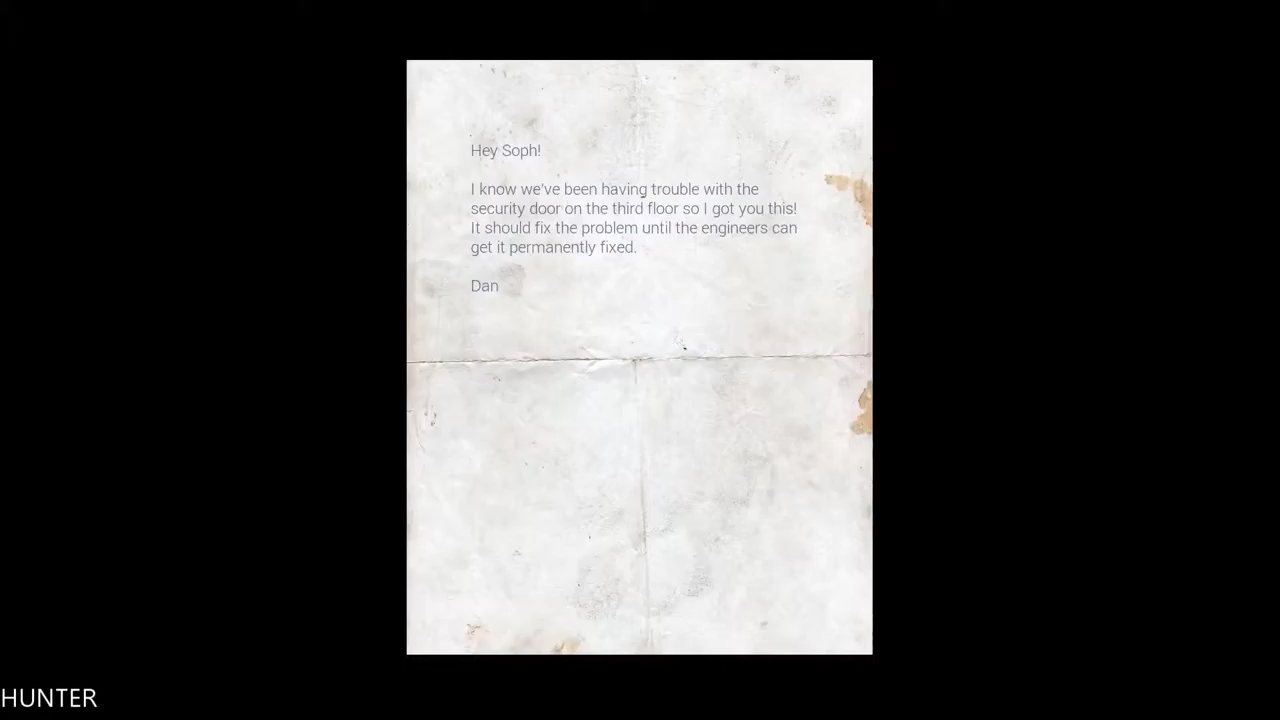 Hey Soph!
I know we've been having trouble with the
security door on the third floor so I got you this!
It should fix the problem until the engineers can
get it permanently fixed.
Dan
HUNTER